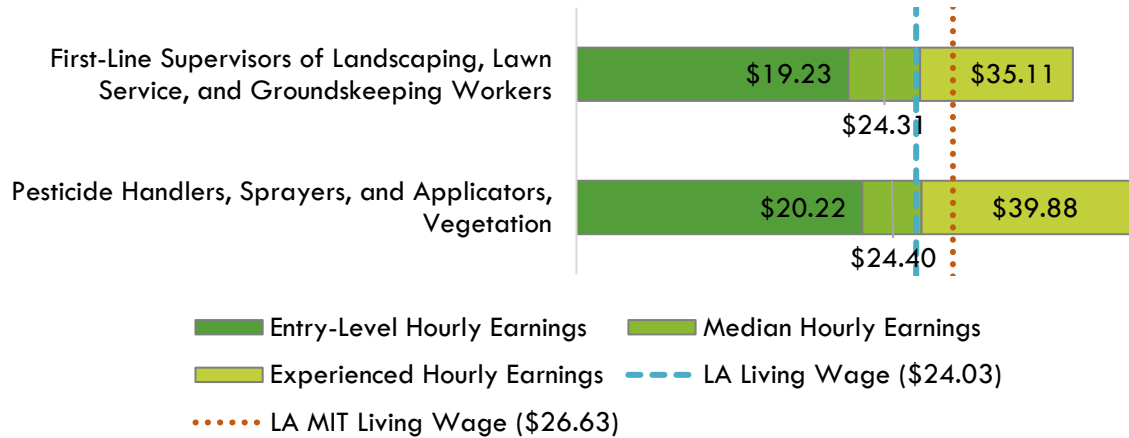 First-Line Supervisors of Landscaping, Lawn
Service, and Groundskeeping Workers
$19.23
$35.11
$24.31
Pesticide Handlers, Sprayers, and Applicators,
Vegetation
$20.22
$39.88
$24.40
Entry-Level Hourly Earnings
Median Hourly Earnings
Experienced Hourly Earnings
LA Living Wage ($24.03)
LA MIT Living Wage ($26.63)